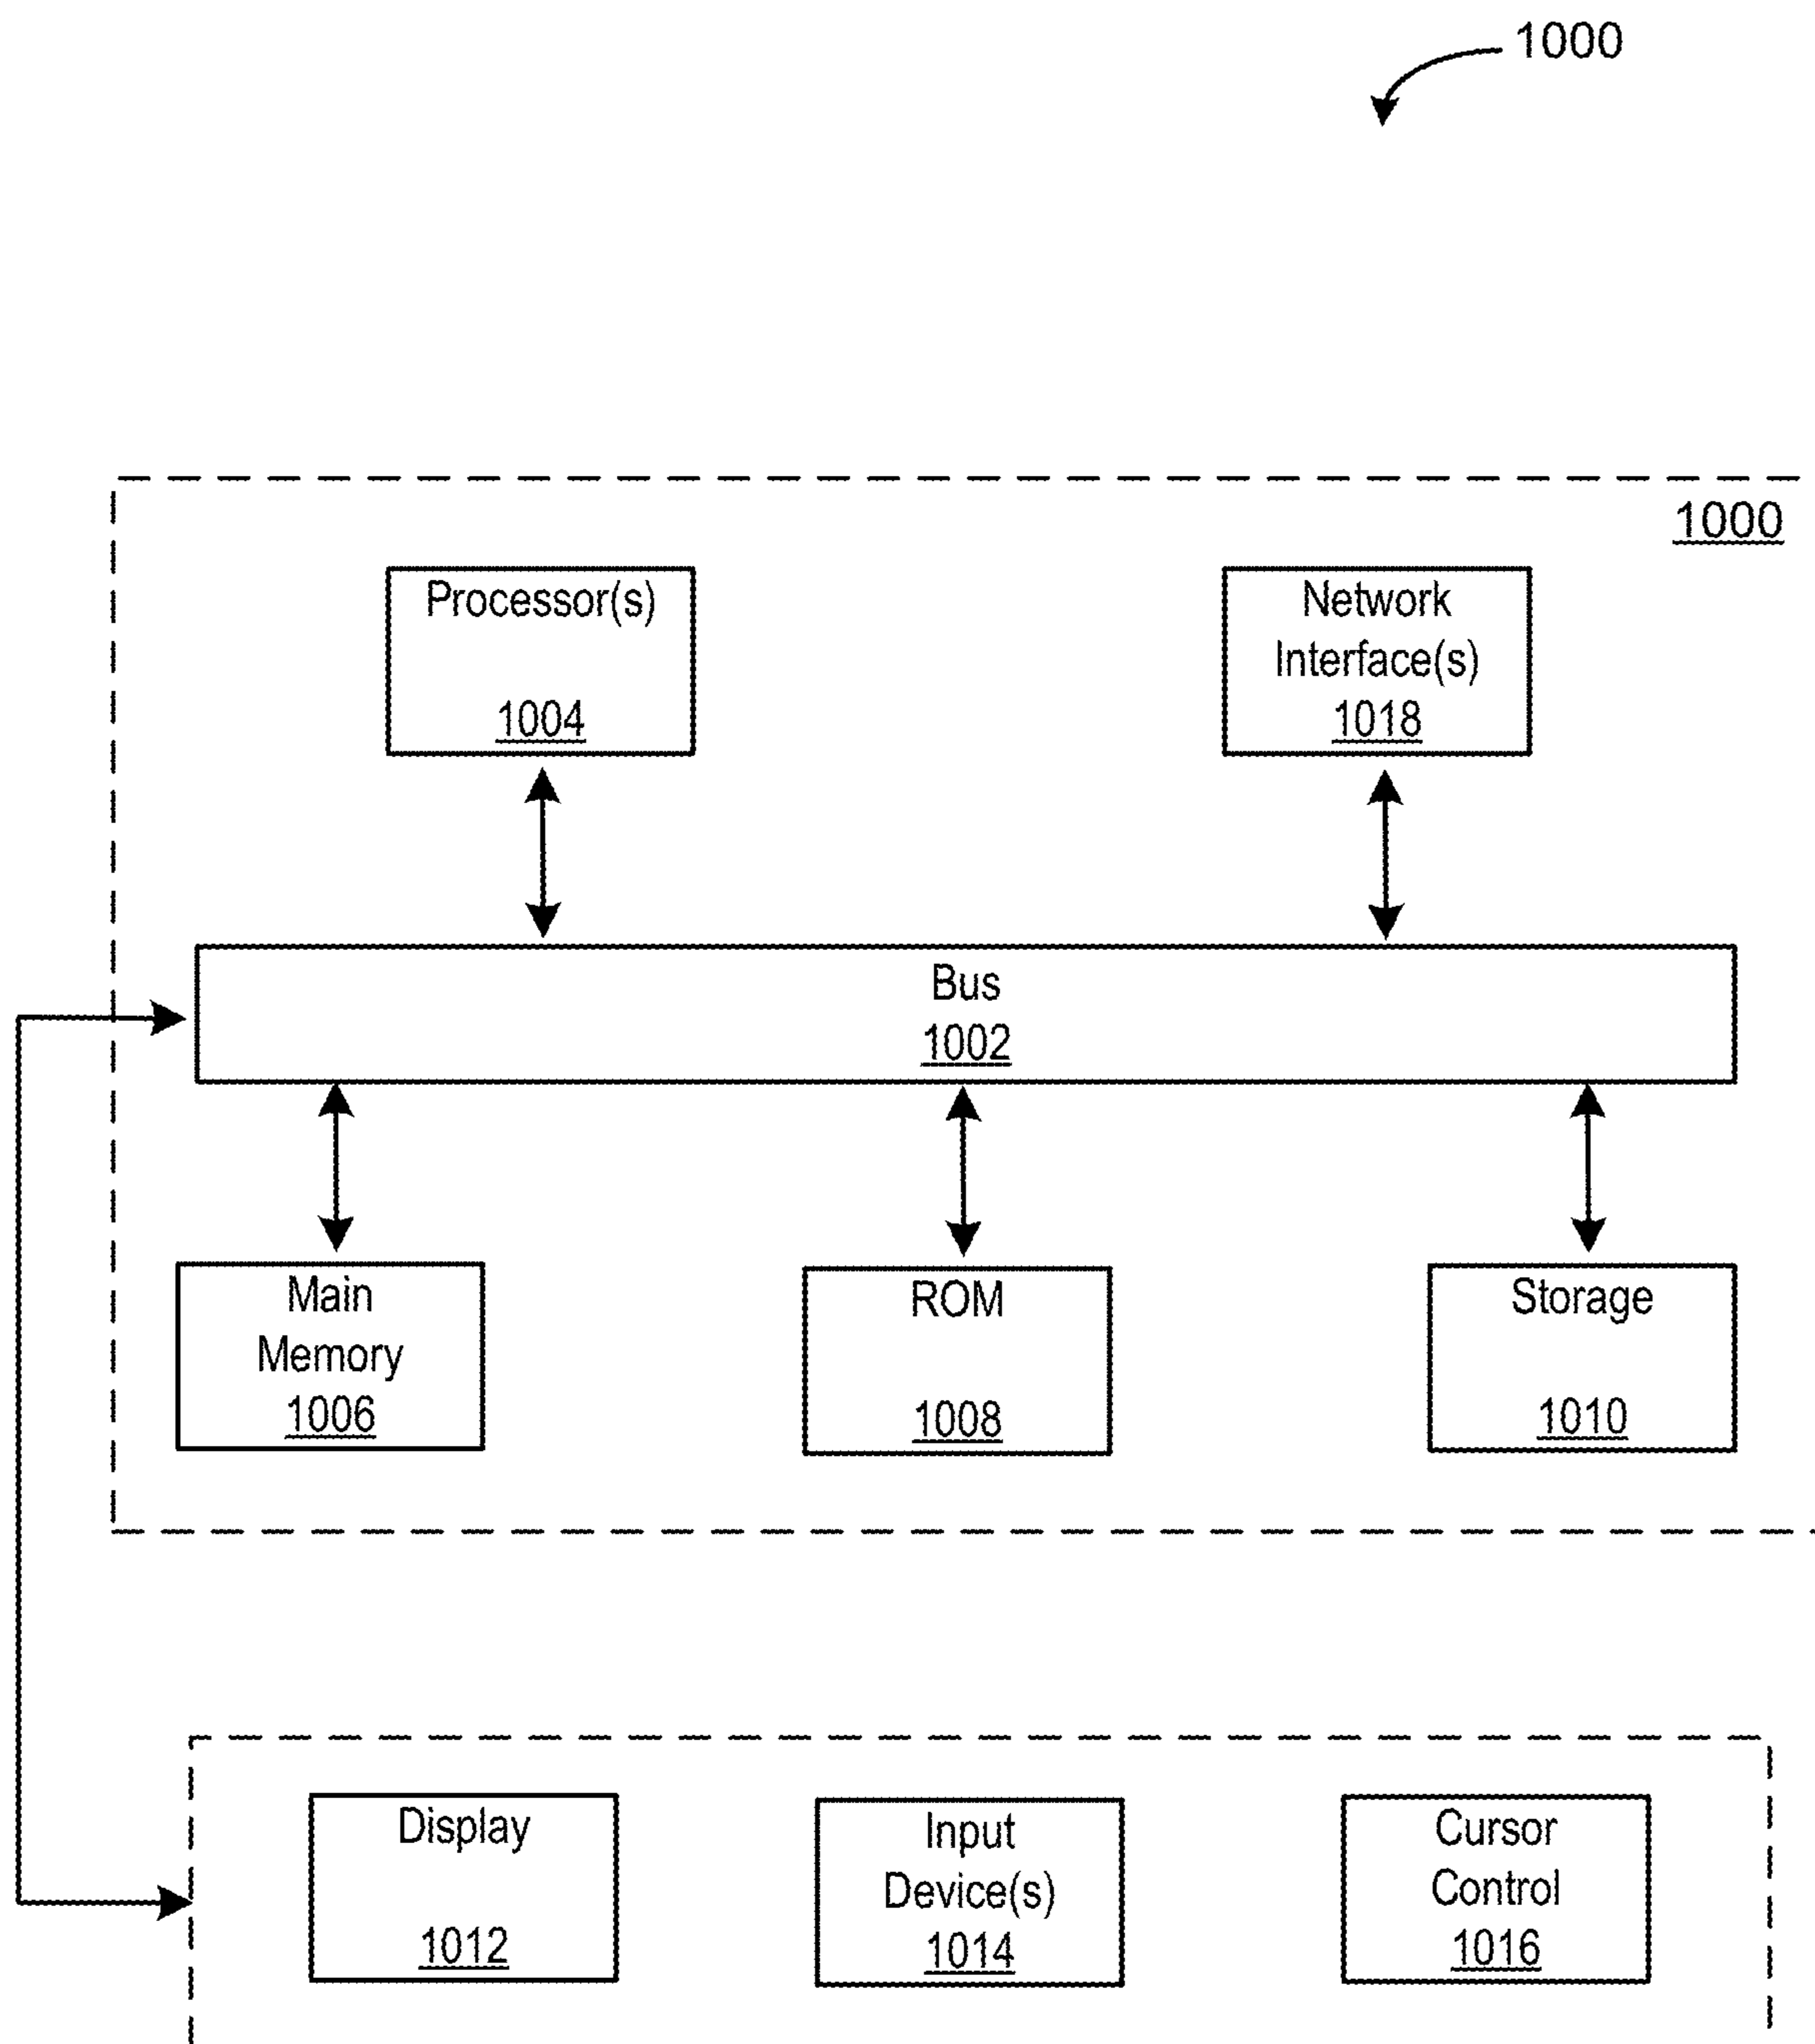 1000
1000
Processor(s)
1004
Network
Interface(s)
1018
Bus
1002
Main
Memory
1006
ROM
1008
Storage
1010
Display
1012
Input
Device(s)
1014
Cursor
Control
1016